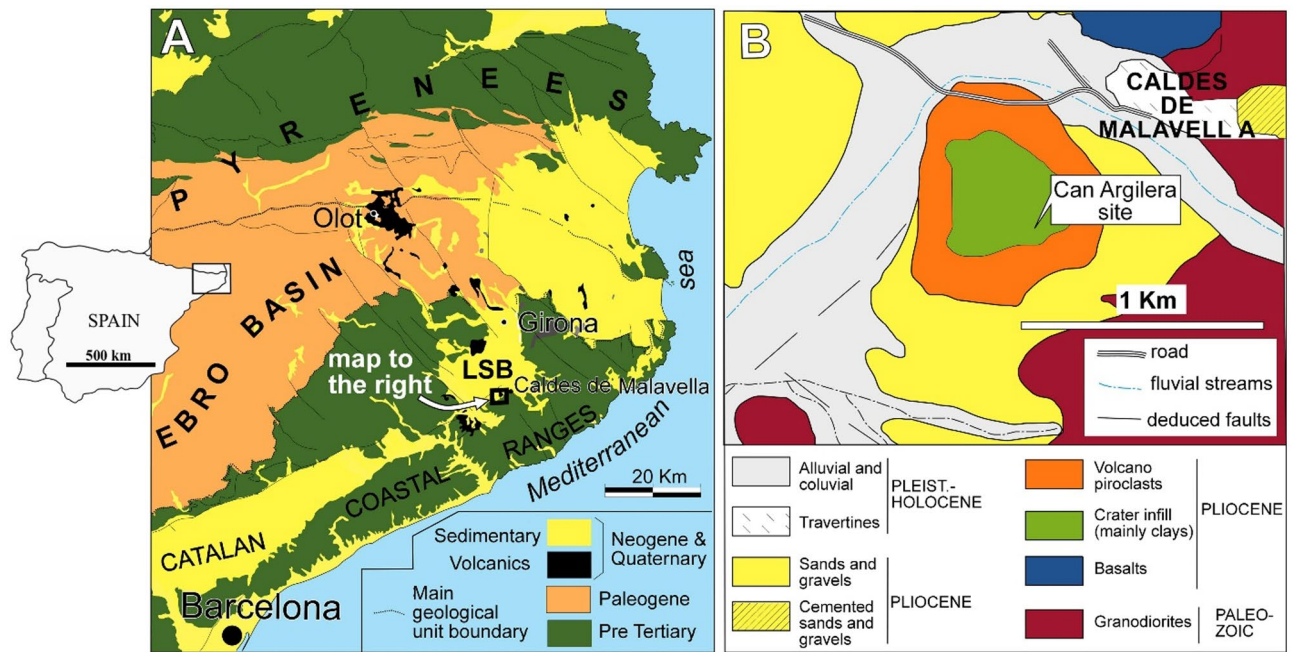 A
PYRENEES
Olot
EBRO BASIN
SPAIN
500 km
sea
Girona
map to
the right
LSB
Caldes de Malavella
RANGES
COASTAL
CATALAN
Mediterranean
20 Km
Barcelona
Sedimentary
Volcanics
Neogene &
Quaternary
Main
geological
unit boundary
Paleogene
Pre Tertiary
B
CALDES
DE
MALAVELL A
Can Argilera
site
1 Km
road
fluvial streams
deduced faults
Alluvial and
coluvial
Travertines
PLEIST.-
HOLOCENE
Sands and
gravels
Cemented
sands and
gravels
PLIOCENE
Volcano
piroclasts
Crater infill
(mainly clays)
Basalts
PLIOCENE
Granodiorites
PALEO-
ZOIC